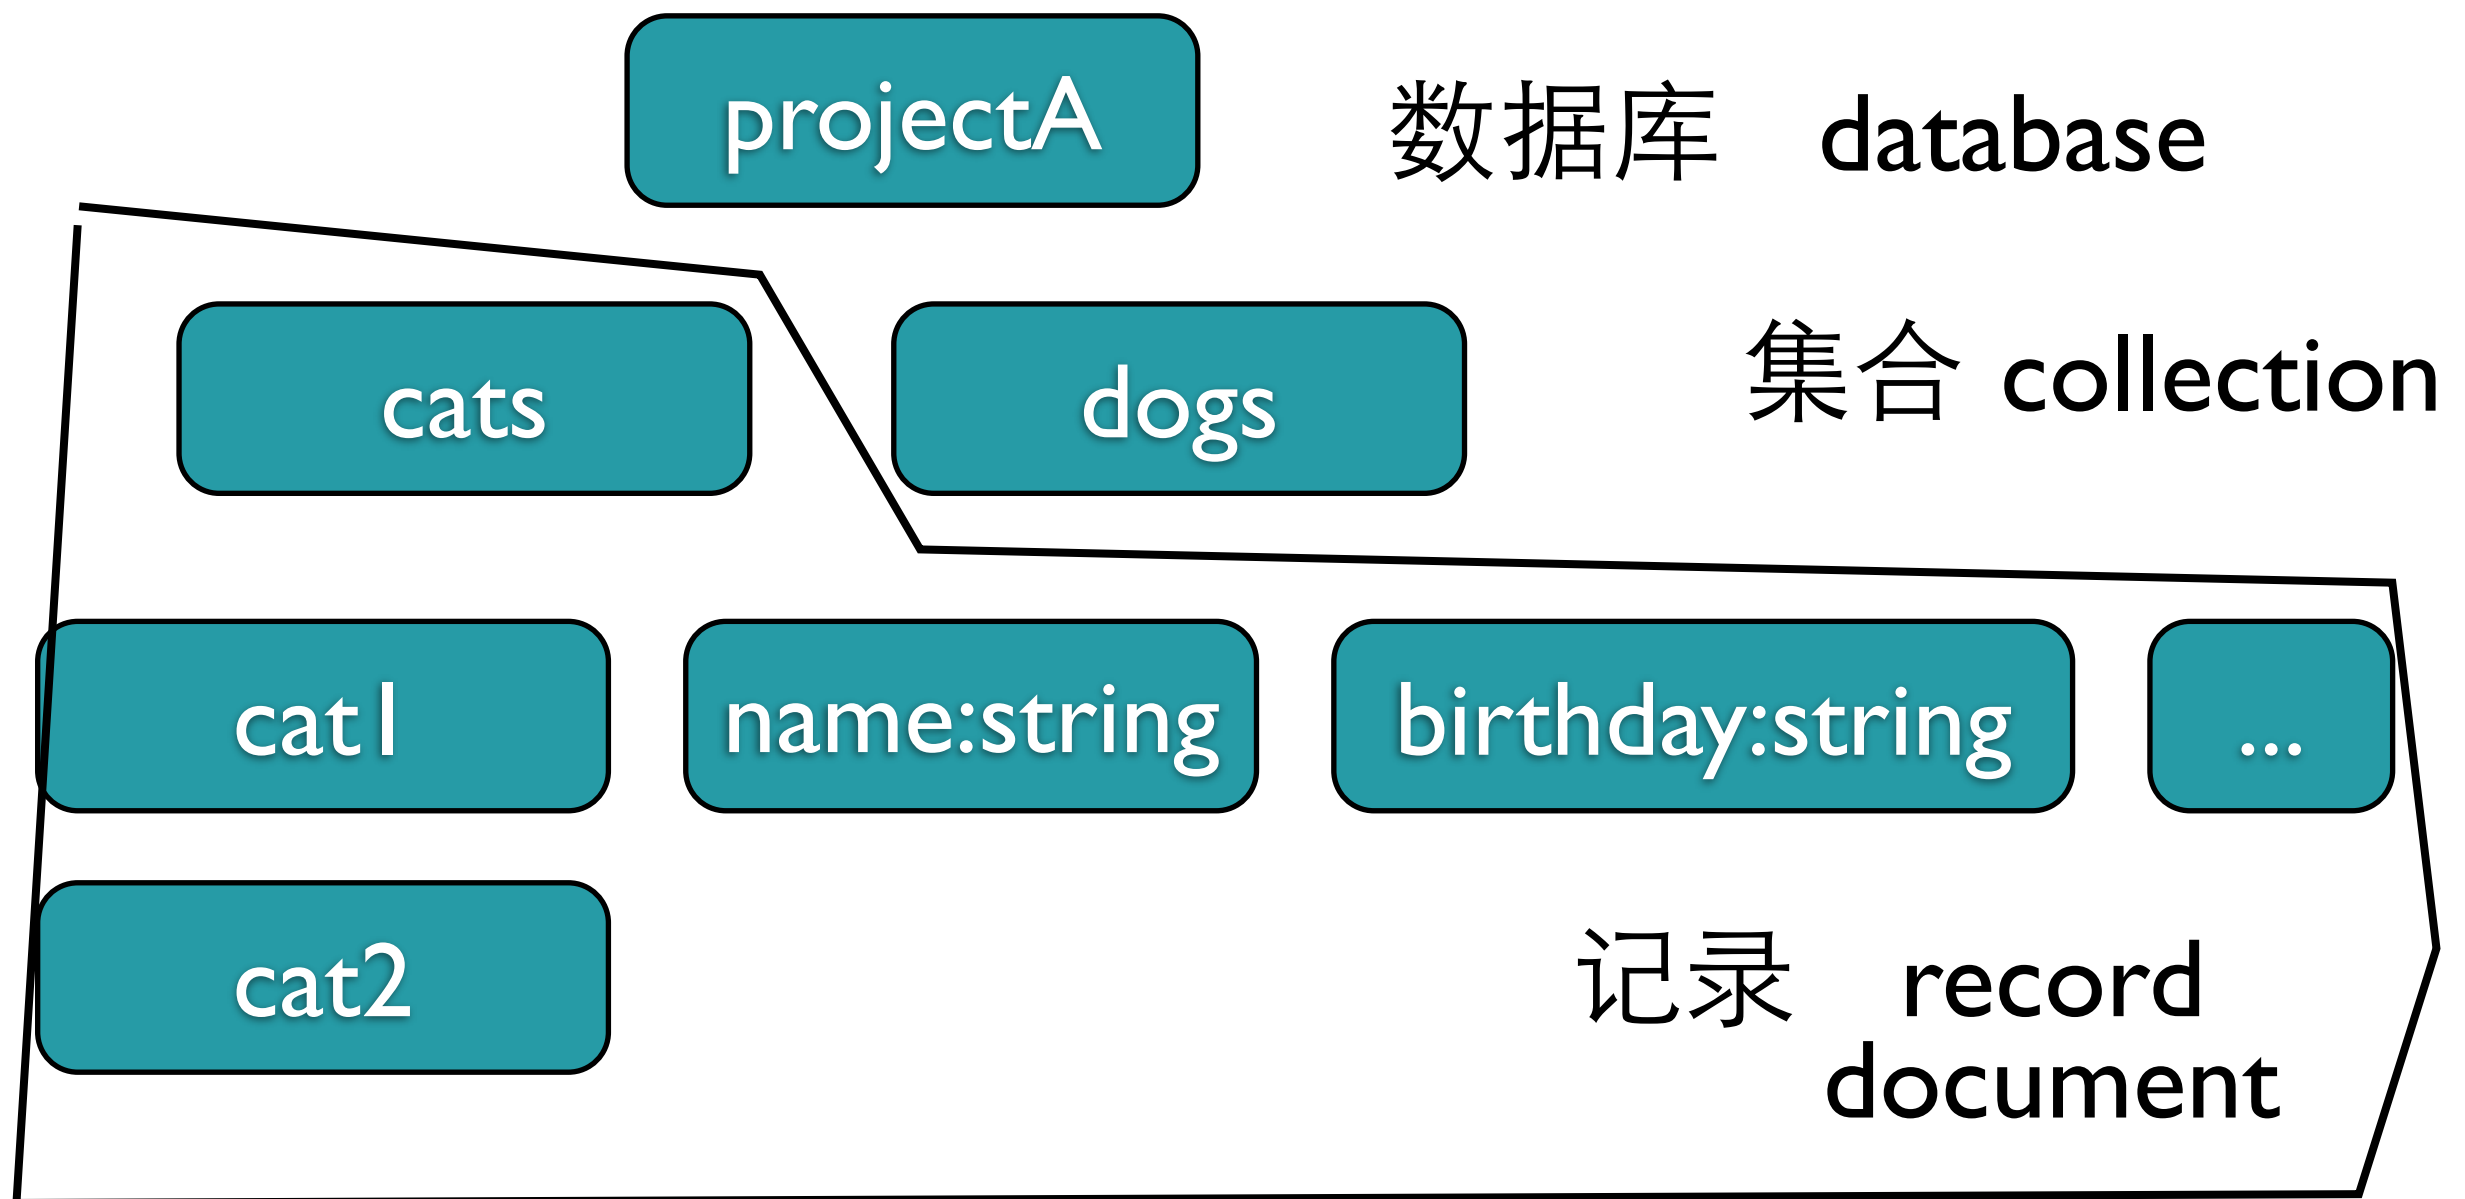 projectA 数据库 database
cats dogs 集合 collection
cat1 name:string birthday:string ...
cat2 记录 record
document